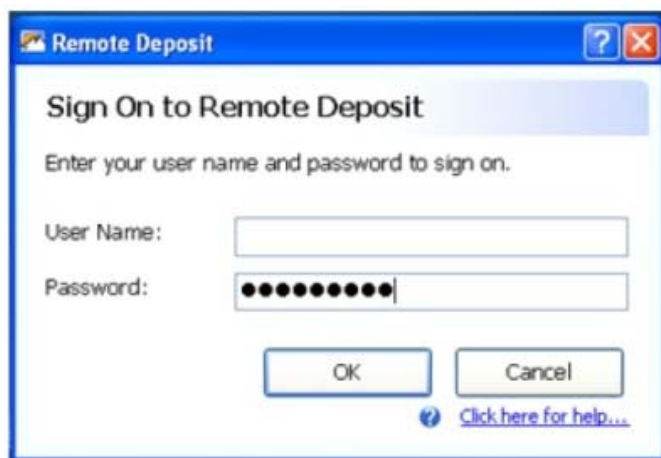 Remote Deposit
Sign On to Remote Deposit
Enter your user name and password to sign on.
User Name:
Password: ●●●●●●●●●
OK Cancel
Click here for help...